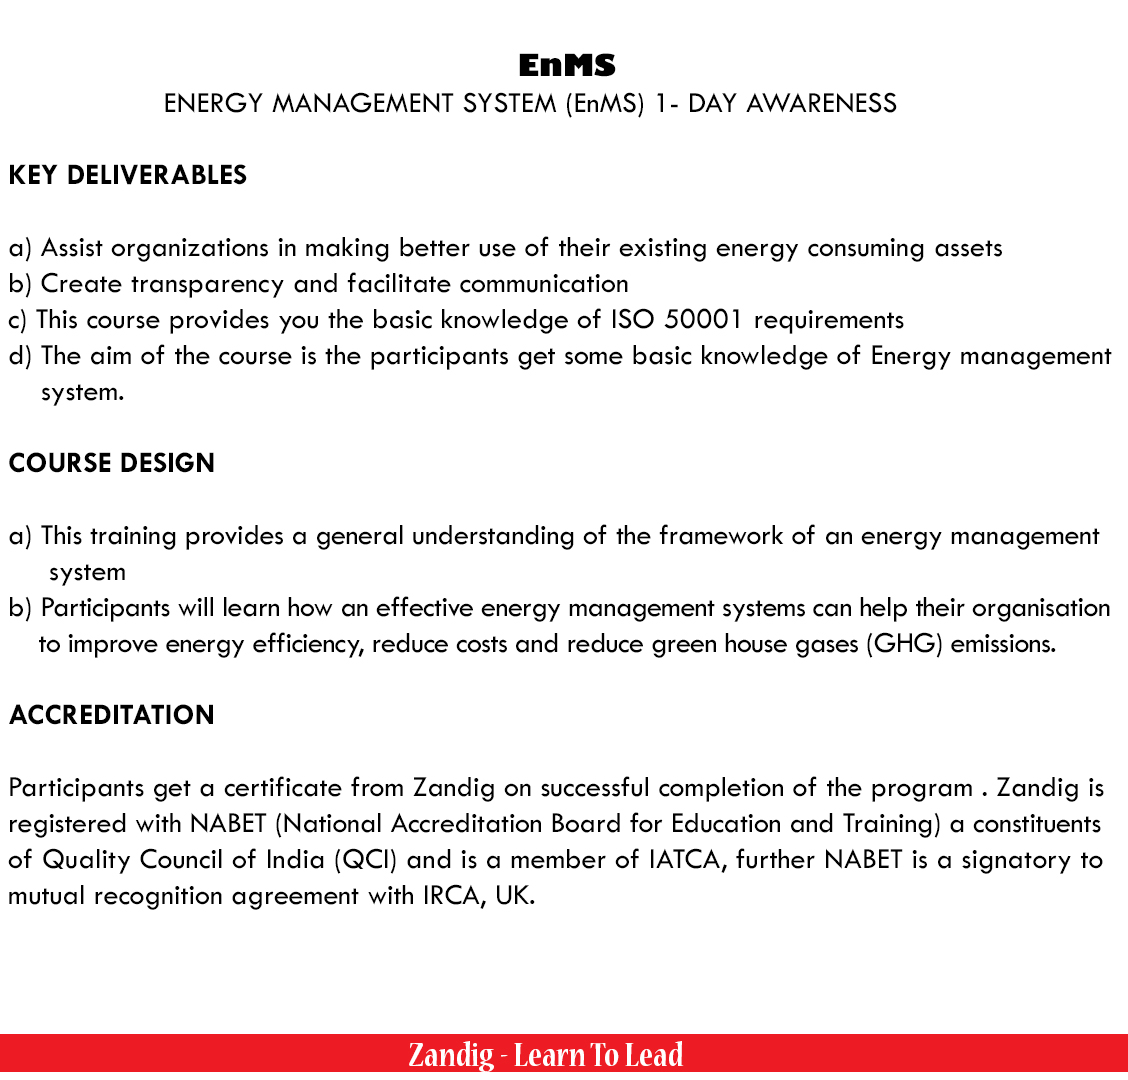 EnMS
ENERGY MANAGEMENT SYSTEM (EnMS) 1- DAY AWARENESS
KEY DELIVERABLES
a) Assist organizations in making better use of their existing energy consuming assets
b) Create transparency and facilitate communication
c) This course provides you the basic knowledge of ISO 50001 requirements
d) The aim of the course is the participants get some basic knowledge of Energy management
system.
COURSE DESIGN
a) This training provides a general understanding of the framework of an energy management
system
b) Participants will learn how an effective energy management systems can help their organisation
to improve energy efficiency, reduce costs and reduce green house gases (GHG) emissions.
ACCREDITATION
Participants get a certificate from Zandig on successful completion of the program . Zandig is
registered with NABET (National Accreditation Board for Education and Training) a constituents
of Quality Council of India (QCI) and is a member of IATCA, further NABET is a signatory to
mutual recognition agreement with IRCA, UK.
Zandig - Learn To Lead